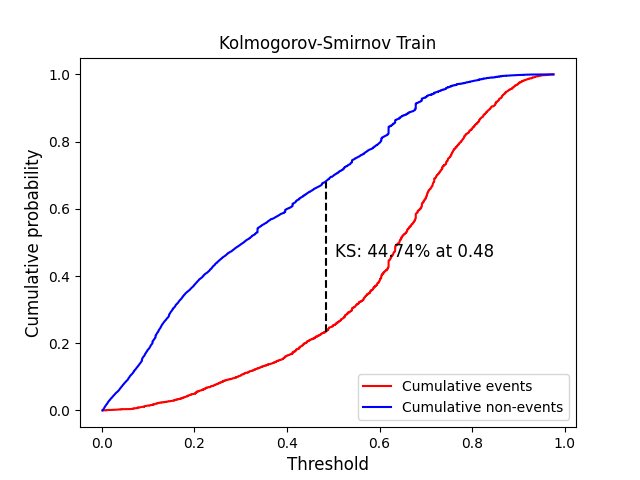 Kolmogorov-Smirnov Train
Cumulative probability
1.0
0.8
0.6
0.4
0.2
0.0
KS: 44.74% at 0.48
Cumulative events
Cumulative non-events
0.0 0.2 0.4 0.6 0.8 1.0
Threshold